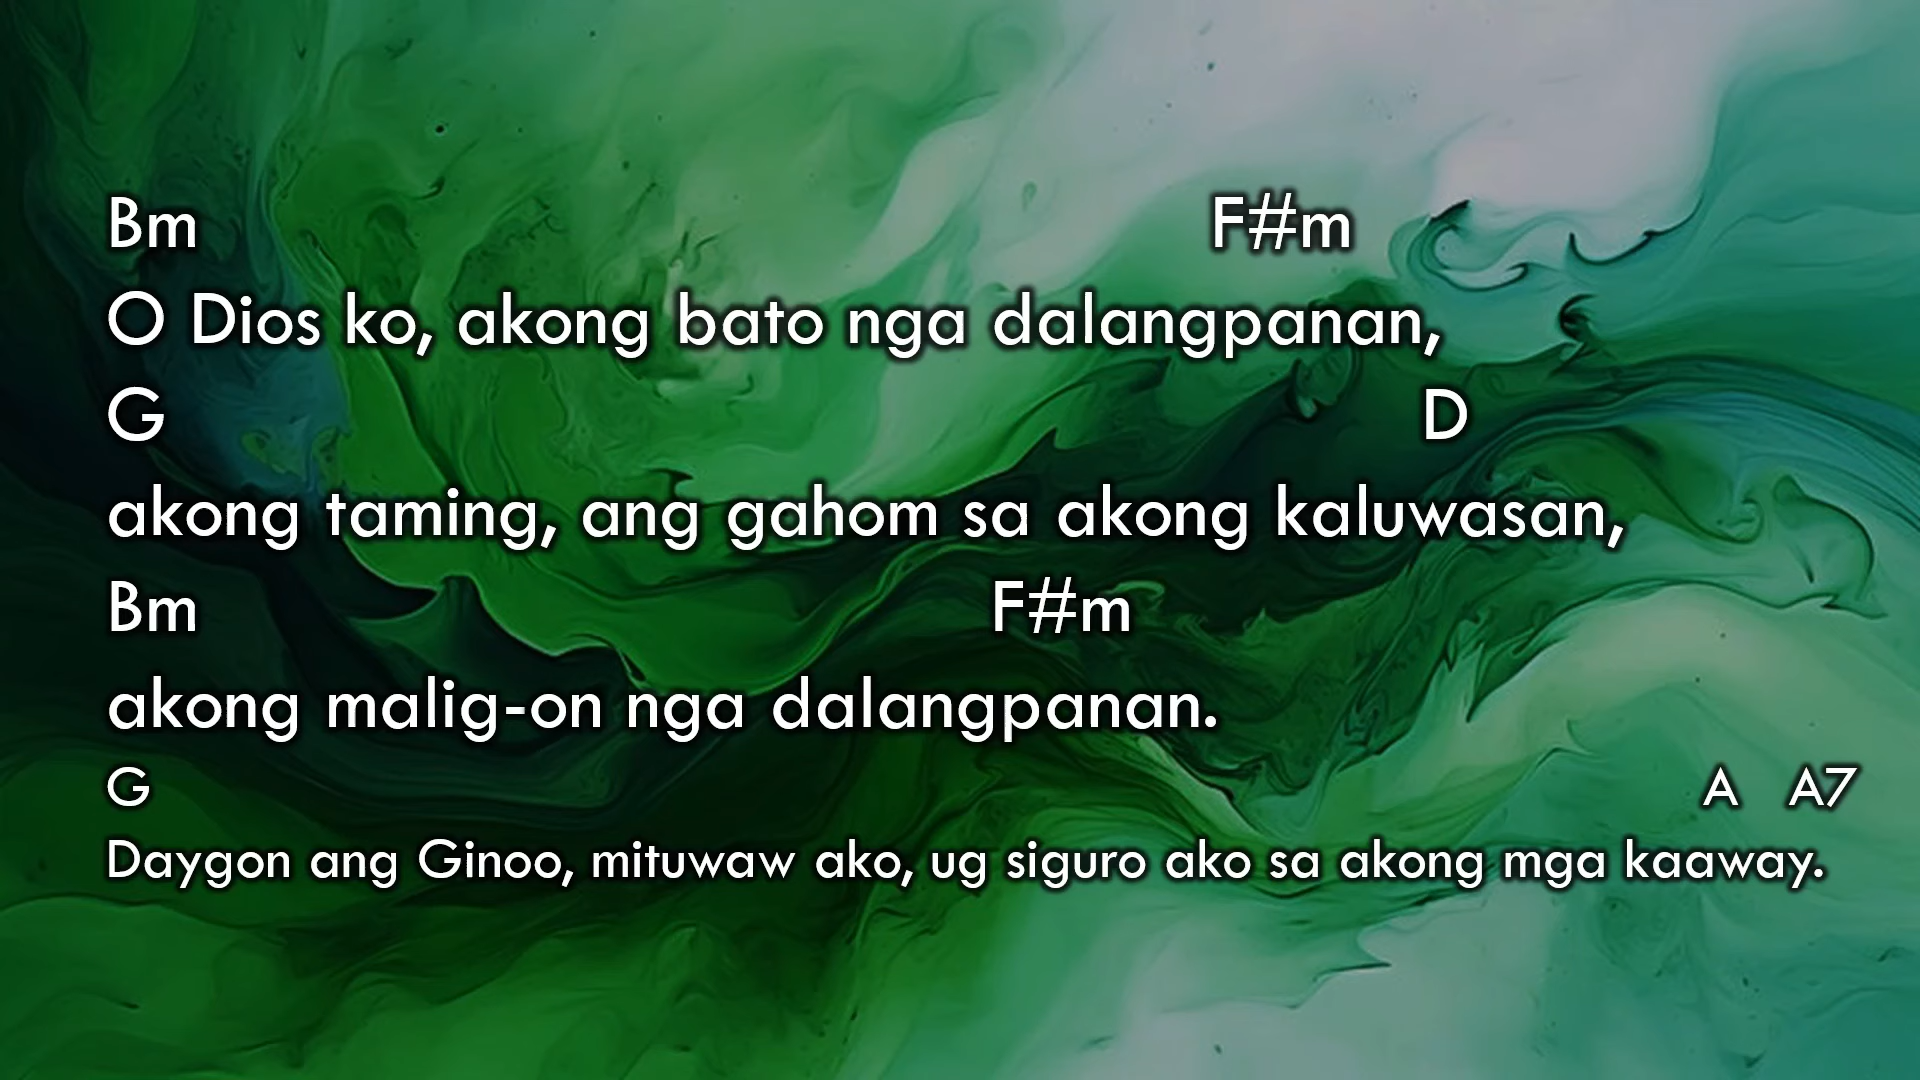 Bm F#m
O Dios ko, akong bato nga dalangpanan,
G D
akong taming, ang gahom sa akong kaluwasan,
Bm F#m
akong malig-on nga dalangpanan.
G A A7
Daygon ang Ginoo, mituwaw ako, ug siguro ako sa akong mga kaaway.